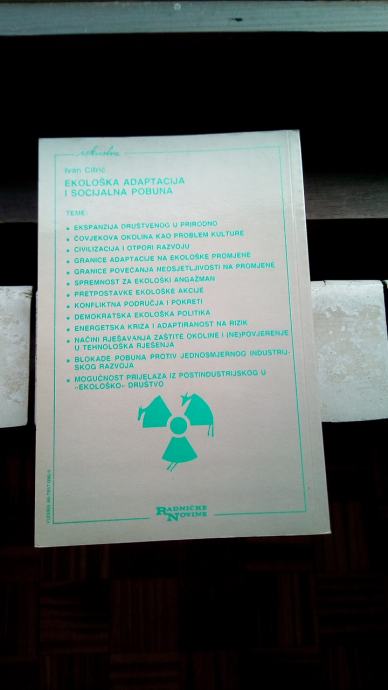 Ivan Cifrić
EKOLOŠKA ADAPTACIJA
I SOCIJALNA POBUNA
TEME:
• EKSPANZIJA DRUŠTVENOG U PRIRODNO
• ČOVJEKOVA OKOLINA KAO PROBLEM KULTURE
• CIVILIZACIJA I OTPORI RAZVOJU
• GRANICE ADAPTACIJE NA EKOLOŠKE PROMJENE
• GRANICE POVEĆANJA NEOSJETLJIVOSTI NA PROMJENE
• SPREMNOST ZA EKOLOŠKI ANGAŽMAN
• PRETPOSTAVKE EKOLOŠKE AKCIJE
• KONFLIKTNA PODRUČJA I POKRETI
• DEMOKRATSKA EKOLOŠKA POLITIKA
• ENERGETSKA KRIZA I ADAPTIRANOST NA RIZIK
• NAČINI RJEŠAVANJA ZAŠTITE OKOLINE I (NE)POVJERENJE
U TEHNOLOŠKA RJEŠENJA
• BLOKADE POBUNA PROTIV JEDNOSMJERNOG INDUSTRIJ-
SKOG RAZVOJA
• MOGUĆNOST PRIJELAZA IZ POSTINDUSTRIJSKOG U
»EKOLOŠKO« DRUŠTVO
RADNIČKE
NOVINE